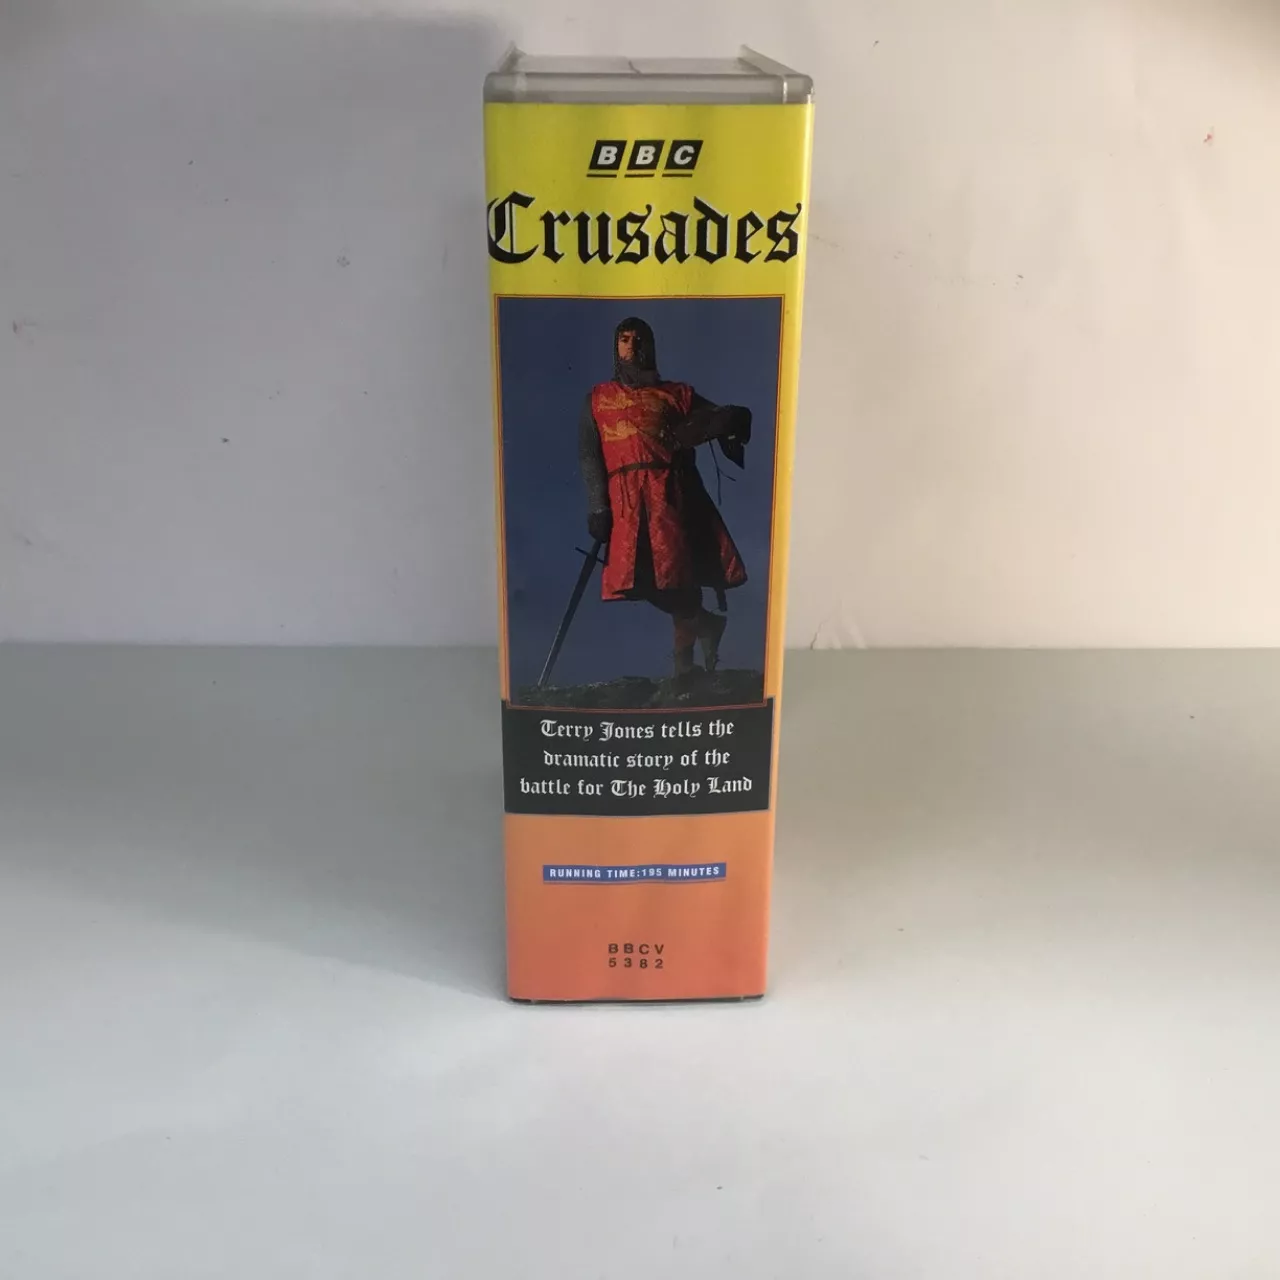 BBC
Crusades
Terry Jones tells the
dramatic story of the
battle for The Holy Land
RUNNING TIME:195 MINUTES
BBCV
5382